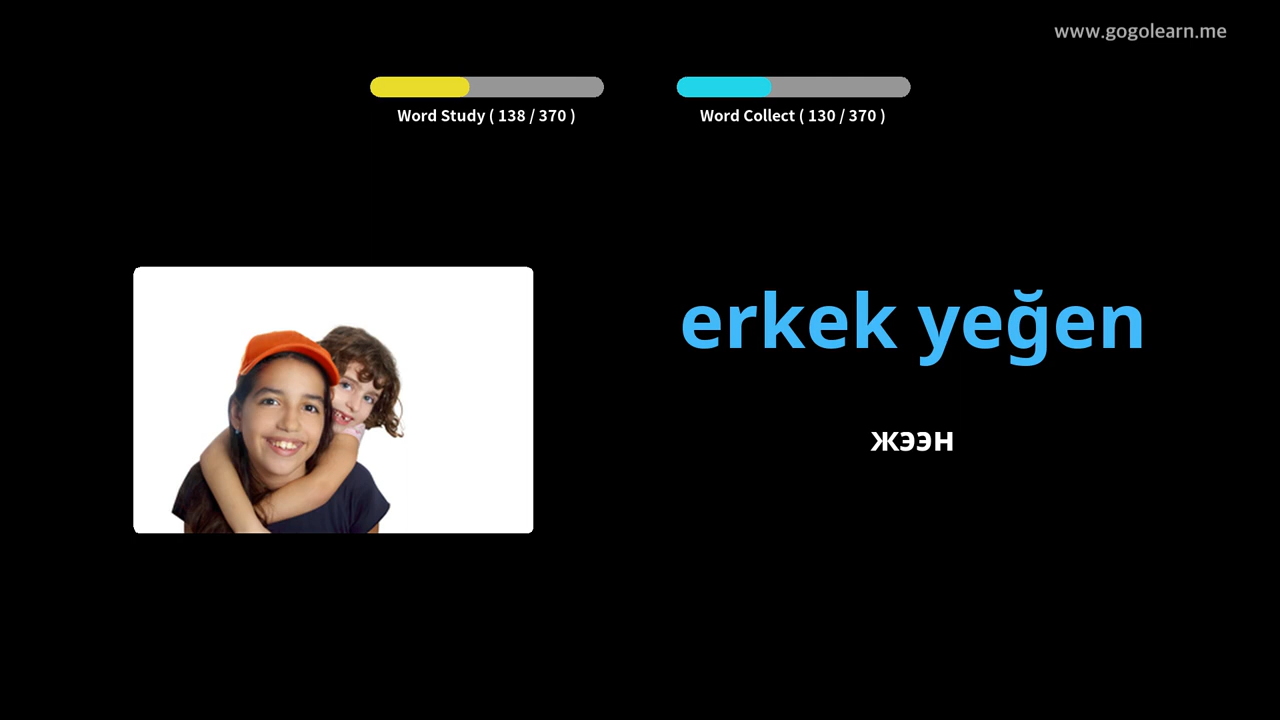 www.gogolearn.me
Word Study ( 138 / 370 )
Word Collect ( 130 / 370 )
erkek yeğen
жээн